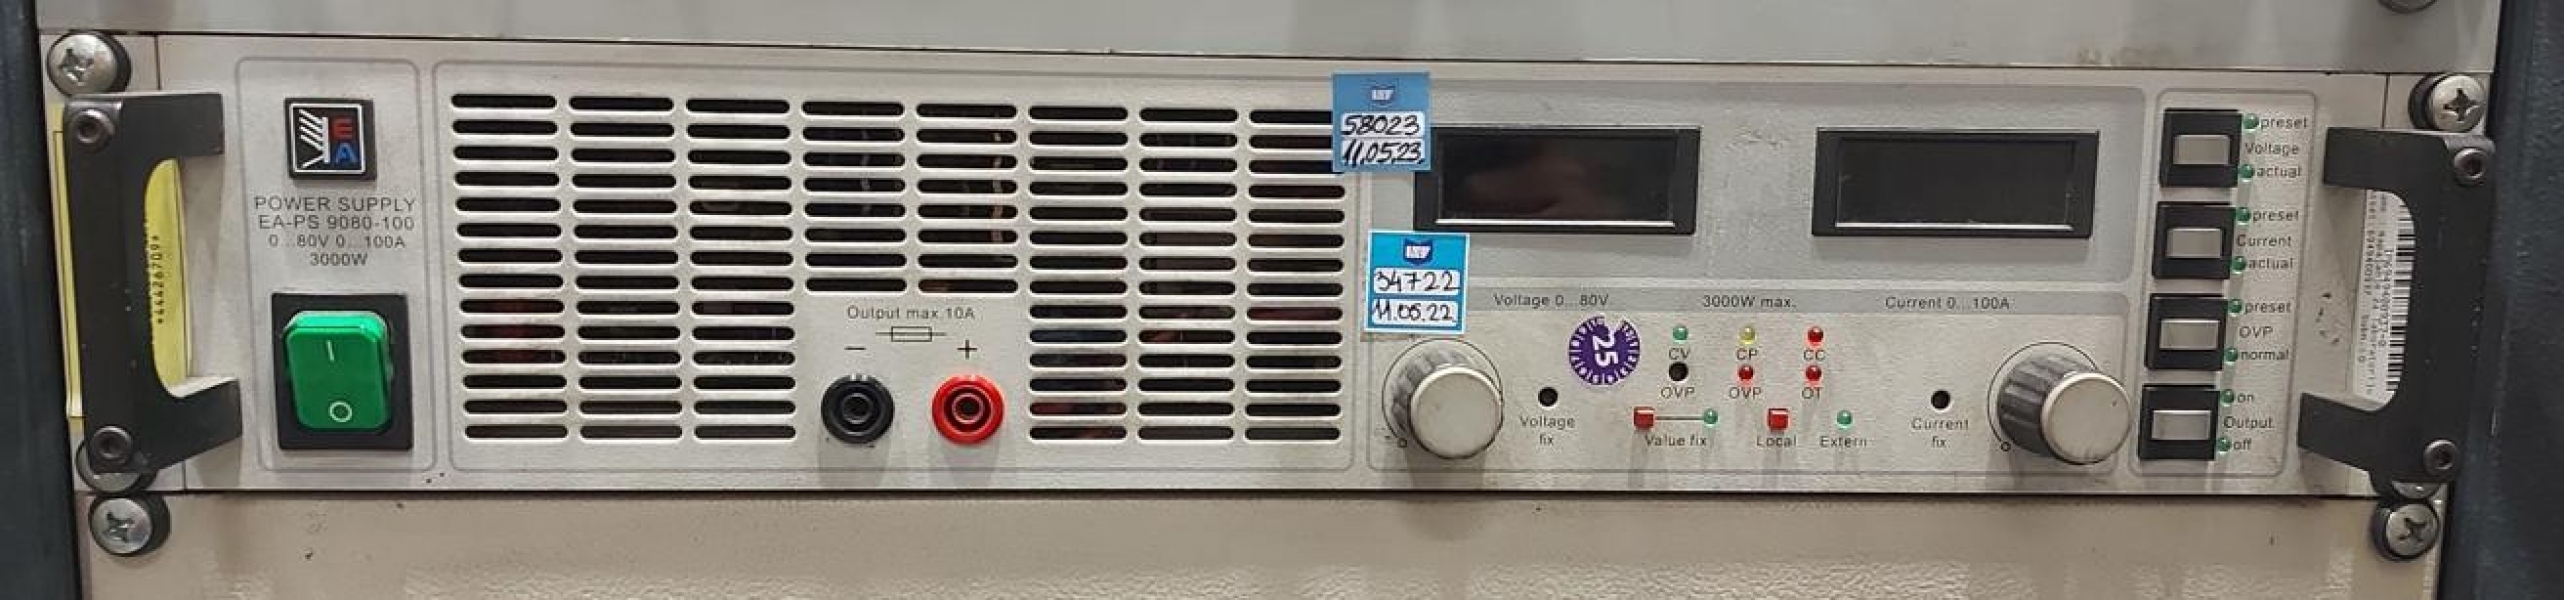 EA
POWER SUPPLY
EA-PS 9080-100
0...80V 0...100A
3000W
I
O
*44426709*
Output max.10A
−
+
58023
11.05.23
34722
11.05.22
Voltage 0...80V
3000W max.
Current 0...100A
25
CV
CP
CC
OVP
OVP
OT
Voltage
fix
Value fix
Local
Extern
Current
fix
preset
Voltage
actual
preset
Current
actual
preset
OVP
normal
on
Output
off